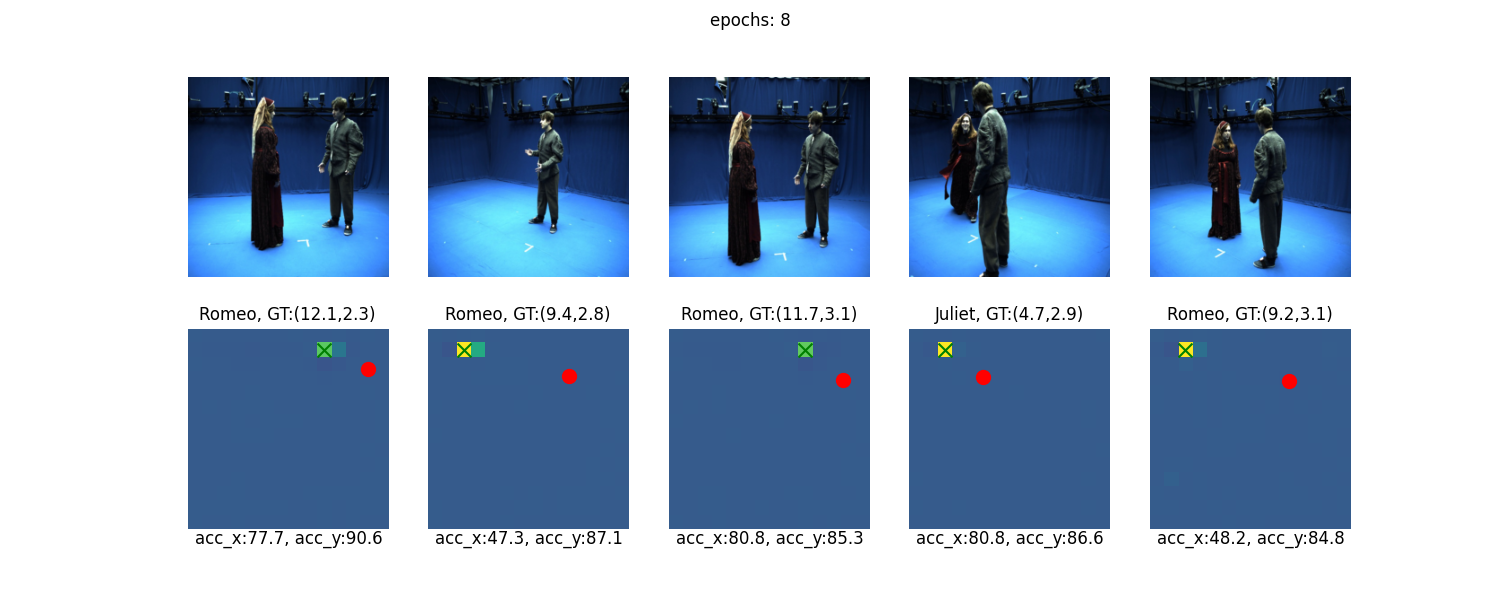 epochs: 8
Romeo, GT:(12.1,2.3)
Romeo, GT:(9.4,2.8)
Romeo, GT:(11.7,3.1)
Juliet, GT:(4.7,2.9)
Romeo, GT:(9.2,3.1)
acc_x:77.7, acc_y:90.6
acc_x:47.3, acc_y:87.1
acc_x:80.8, acc_y:85.3
acc_x:80.8, acc_y:86.6
acc_x:48.2, acc_y:84.8